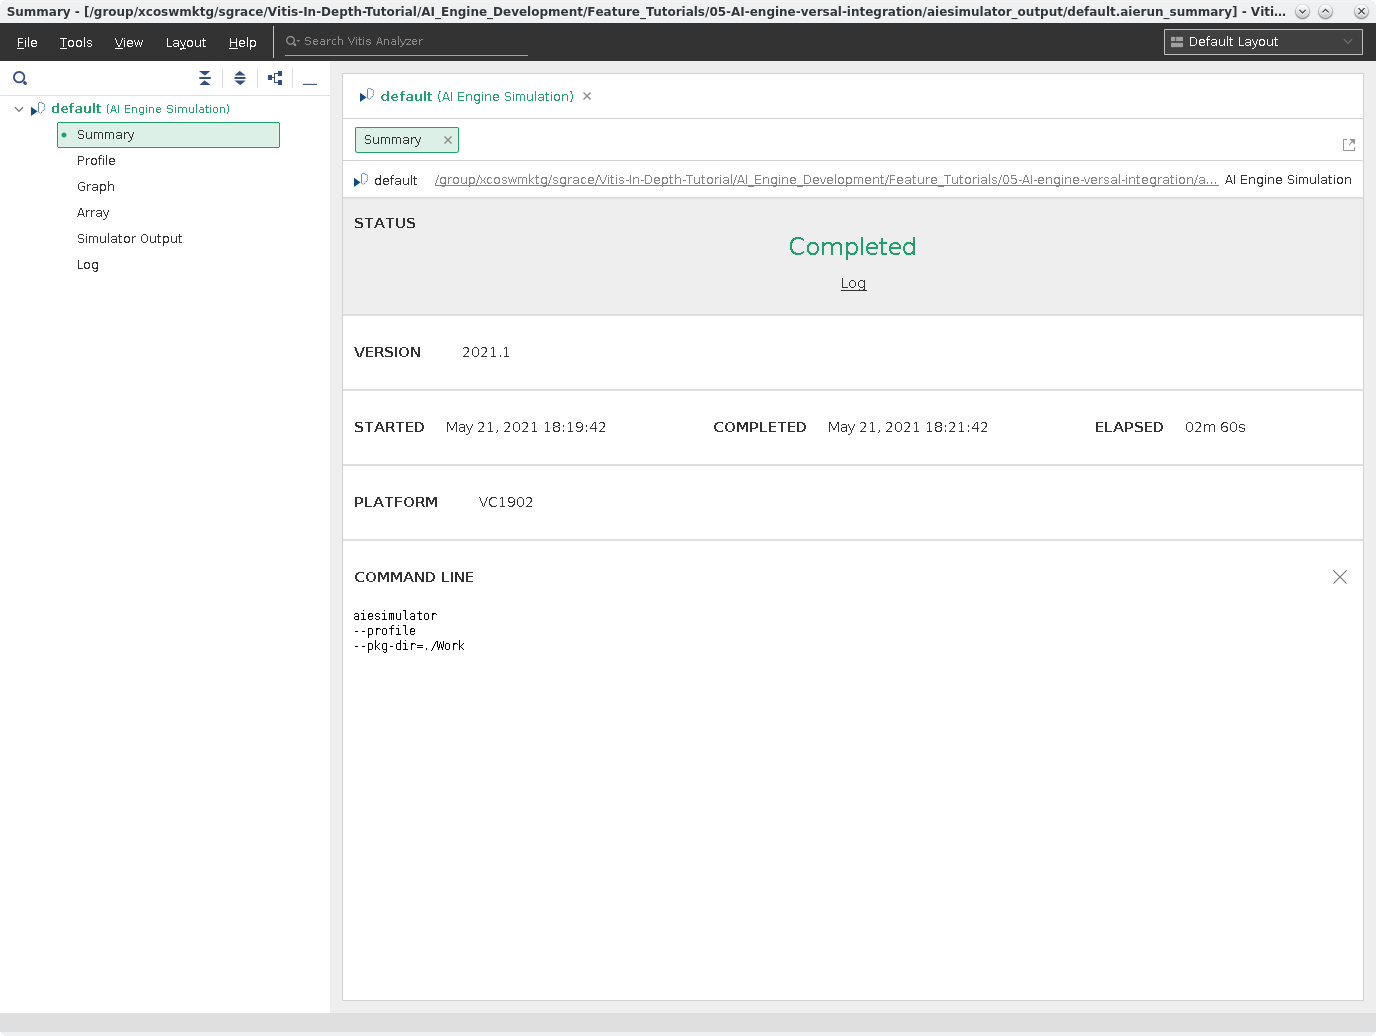 Summary - [/group/xcoswmktg/sgrace/Vitis-In-Depth-Tutorial/AI_Engine_Development/Feature_Tutorials/05-AI-engine-versal-integration/aiesimulator_output/default.aierun_summary] - Viti...
File Tools View Layout Help Search Vitis Analyzer Default Layout
default (AI Engine Simulation)
Summary
Profile
Graph
Array
Simulator Output
Log
default (AI Engine Simulation)
Summary
default /group/xcoswmktg/sgrace/Vitis-In-Depth-Tutorial/AI_Engine_Development/Feature_Tutorials/05-AI-engine-versal-integration/a... AI Engine Simulation
STATUS
Completed
Log
VERSION 2021.1
STARTED May 21, 2021 18:19:42 COMPLETED May 21, 2021 18:21:42 ELAPSED 02m 60s
PLATFORM VC1902
COMMAND LINE
aiesimulator
--profile
--pkg-dir=./Work